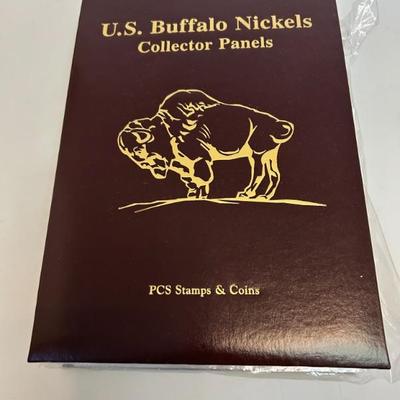 U.S. Buffalo Nickels
Collector Panels
PCS Stamps & Coins